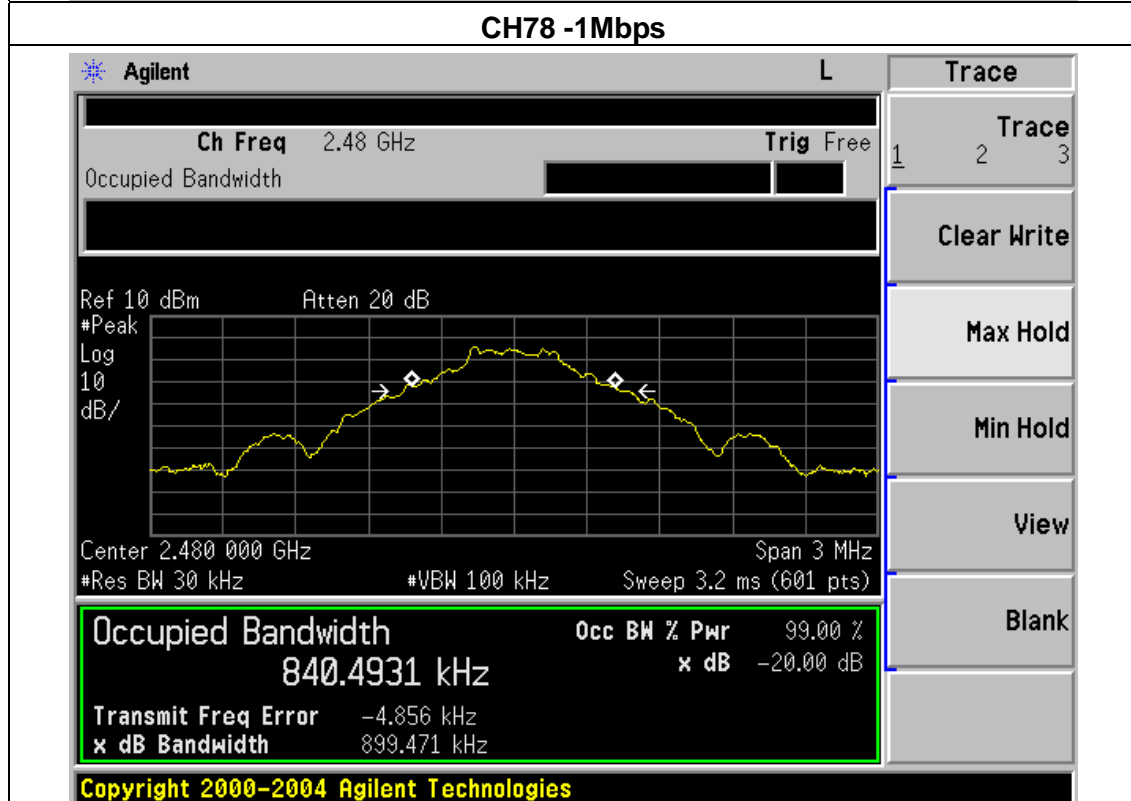 CH78 -1Mbps
Agilent L Trace
Ch Freq 2.48 GHz Trig Free
Occupied Bandwidth
Trace
1 2 3
Clear Write
Max Hold
Min Hold
View
Blank
Ref 10 dBm Atten 20 dB
#Peak
Log
10
dB/
Center 2.480 000 GHz Span 3 MHz
#Res BW 30 kHz #VBW 100 kHz Sweep 3.2 ms (601 pts)
Occupied Bandwidth Occ BW % Pwr 99.00 %
840.4931 kHz x dB -20.00 dB
Transmit Freq Error -4.856 kHz
x dB Bandwidth 899.471 kHz
Copyright 2000-2004 Agilent Technologies